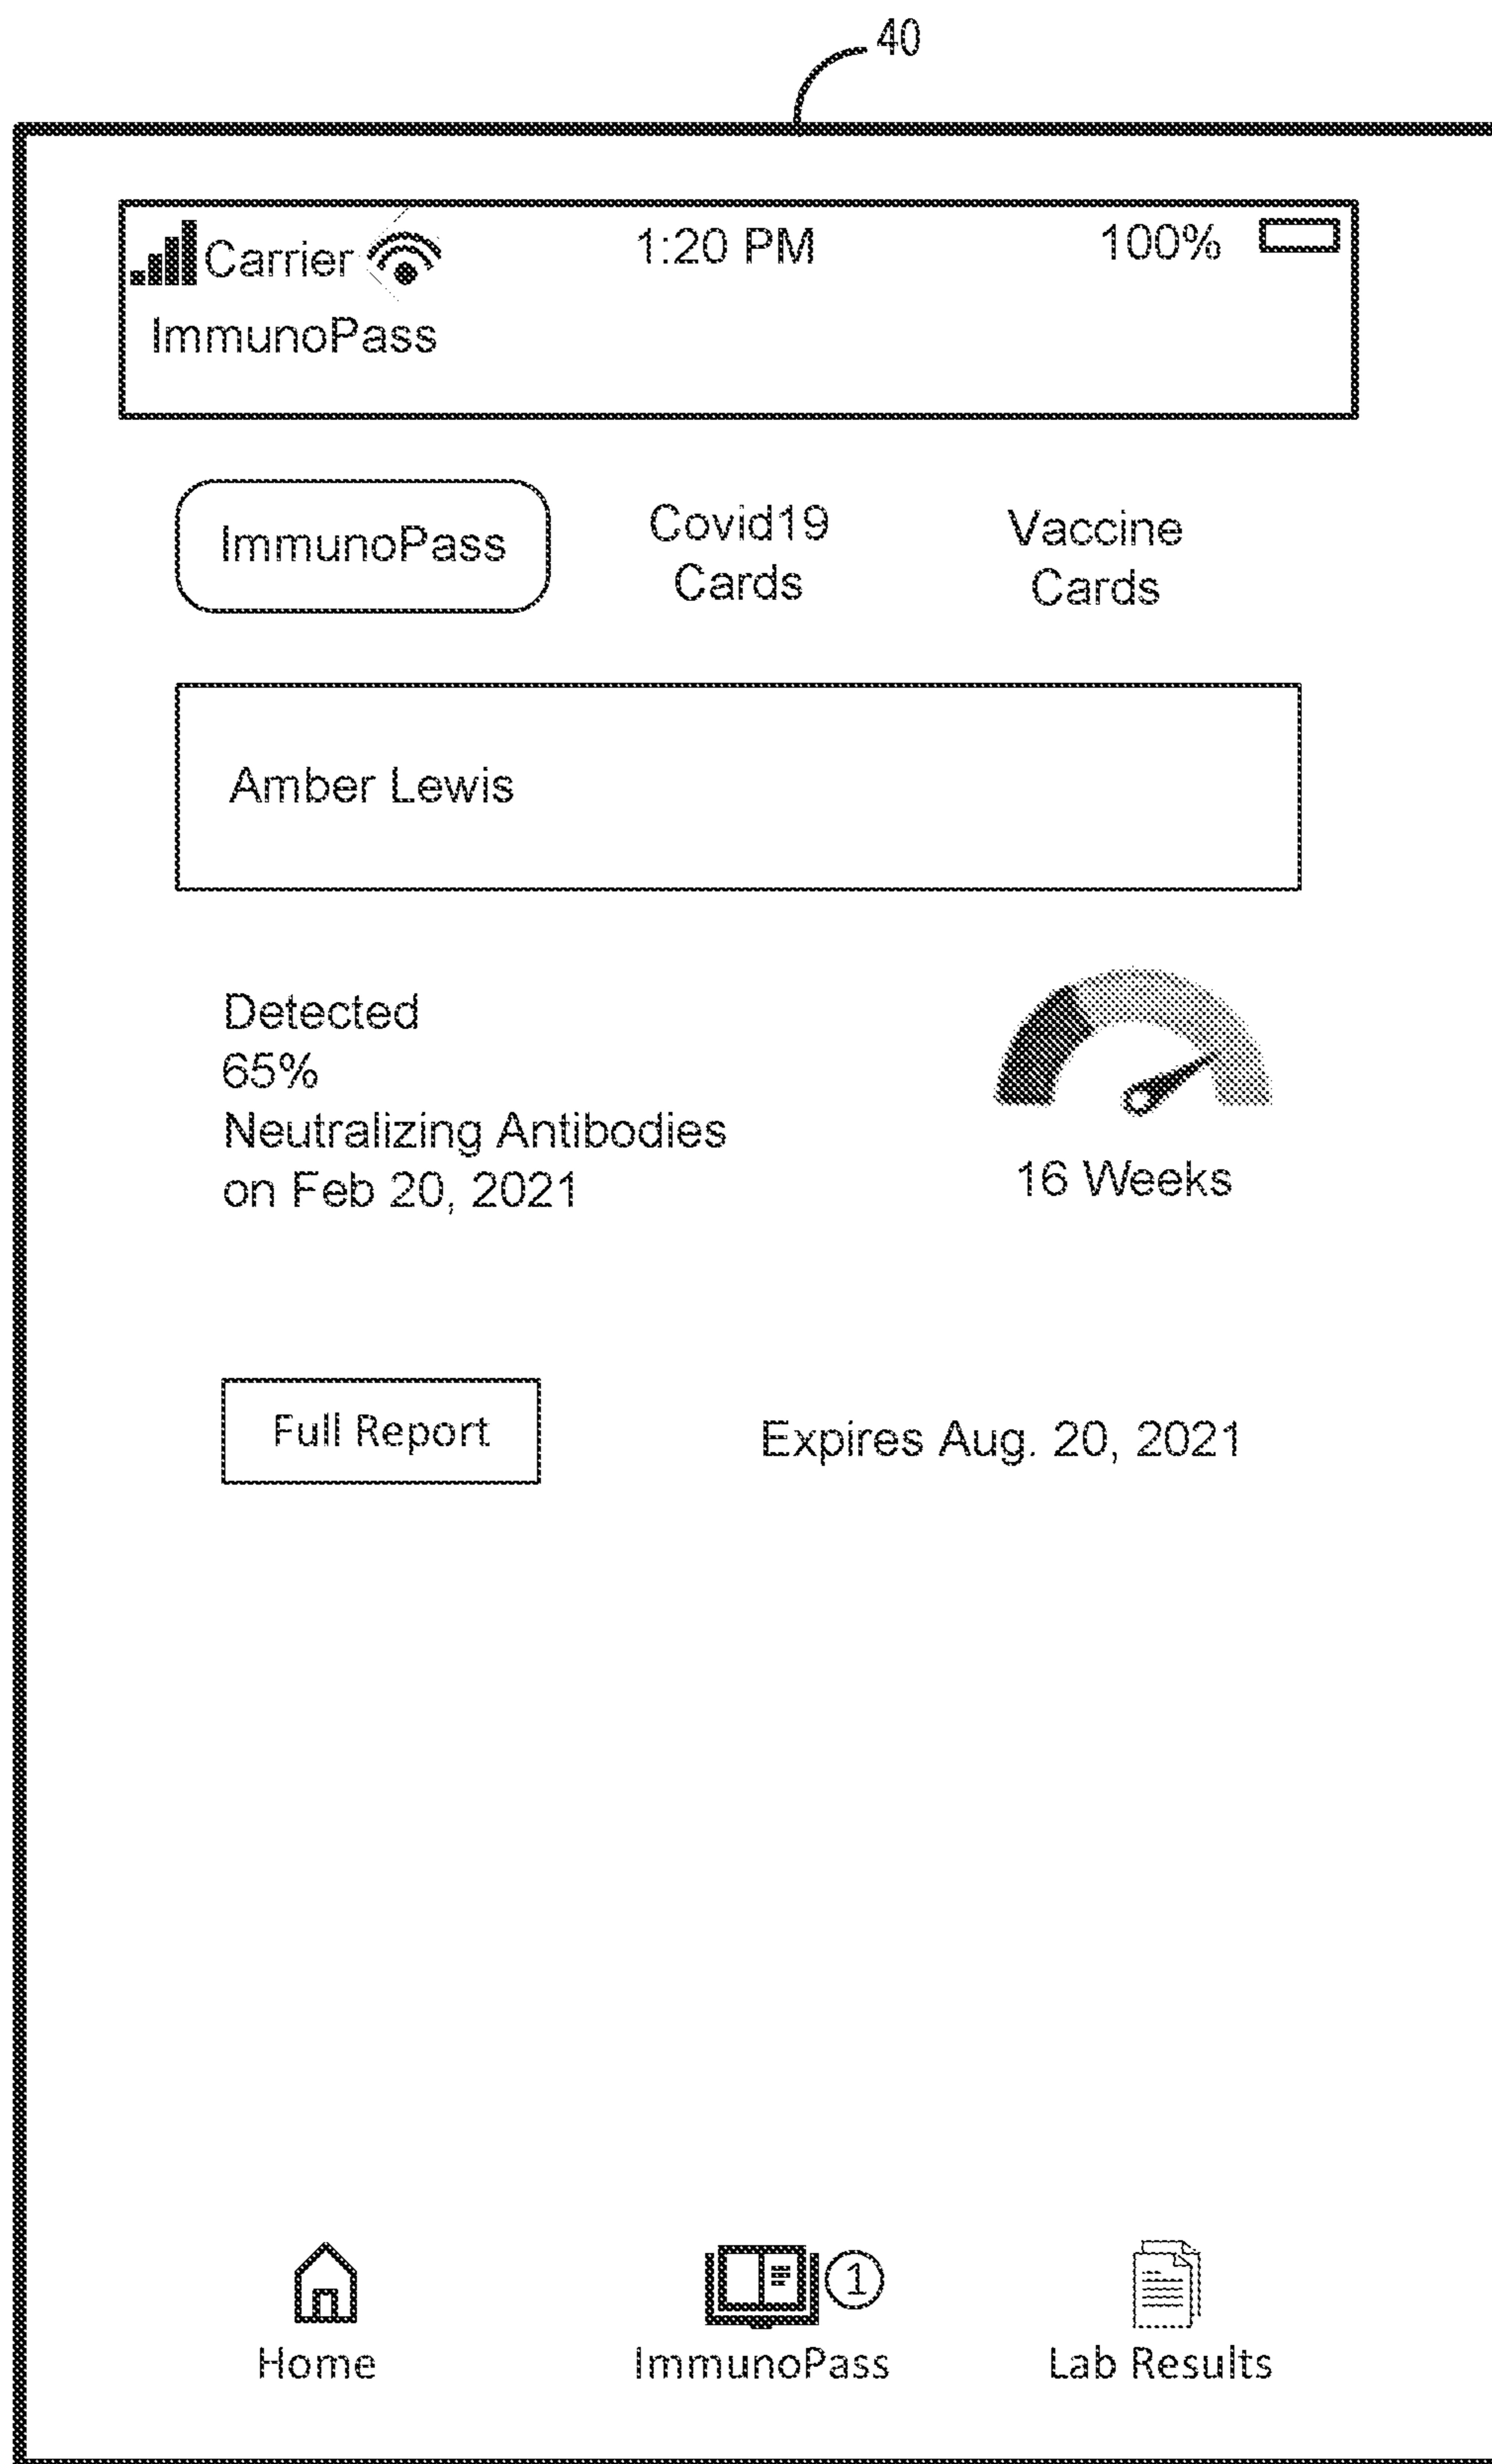 40
Carrier 1:20 PM 100%
ImmunoPass
ImmunoPass
Covid19
Cards
Vaccine
Cards
Amber Lewis
Detected
65%
Neutralizing Antibodies
on Feb 20, 2021
16 Weeks
Full Report
Expires Aug. 20, 2021
1
Home
ImmunoPass
Lab Results